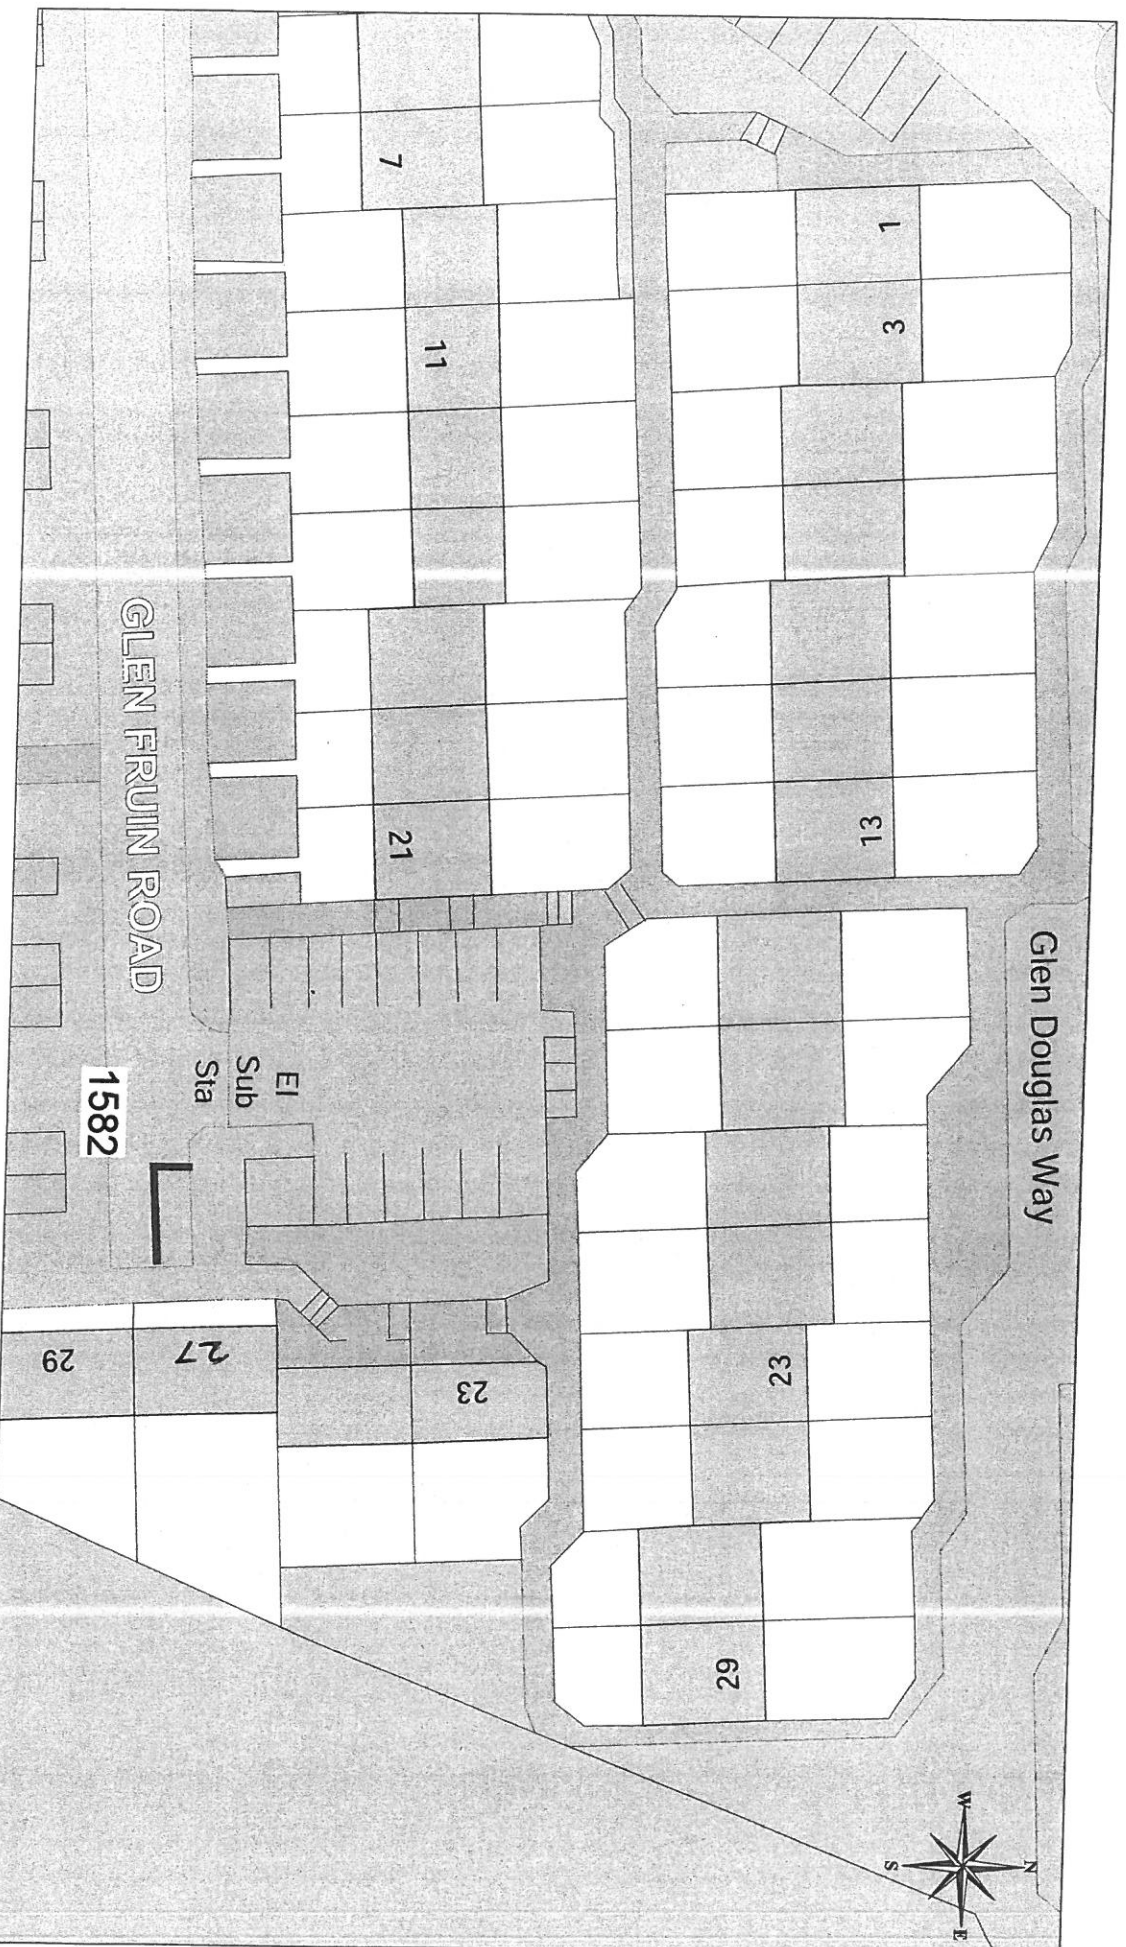 7
11
21
1
3
13
23
29
Glen Douglas Way
GLEN FRUIN ROAD
El
Sub
Sta
1582
23
27
29
N
W
E
S